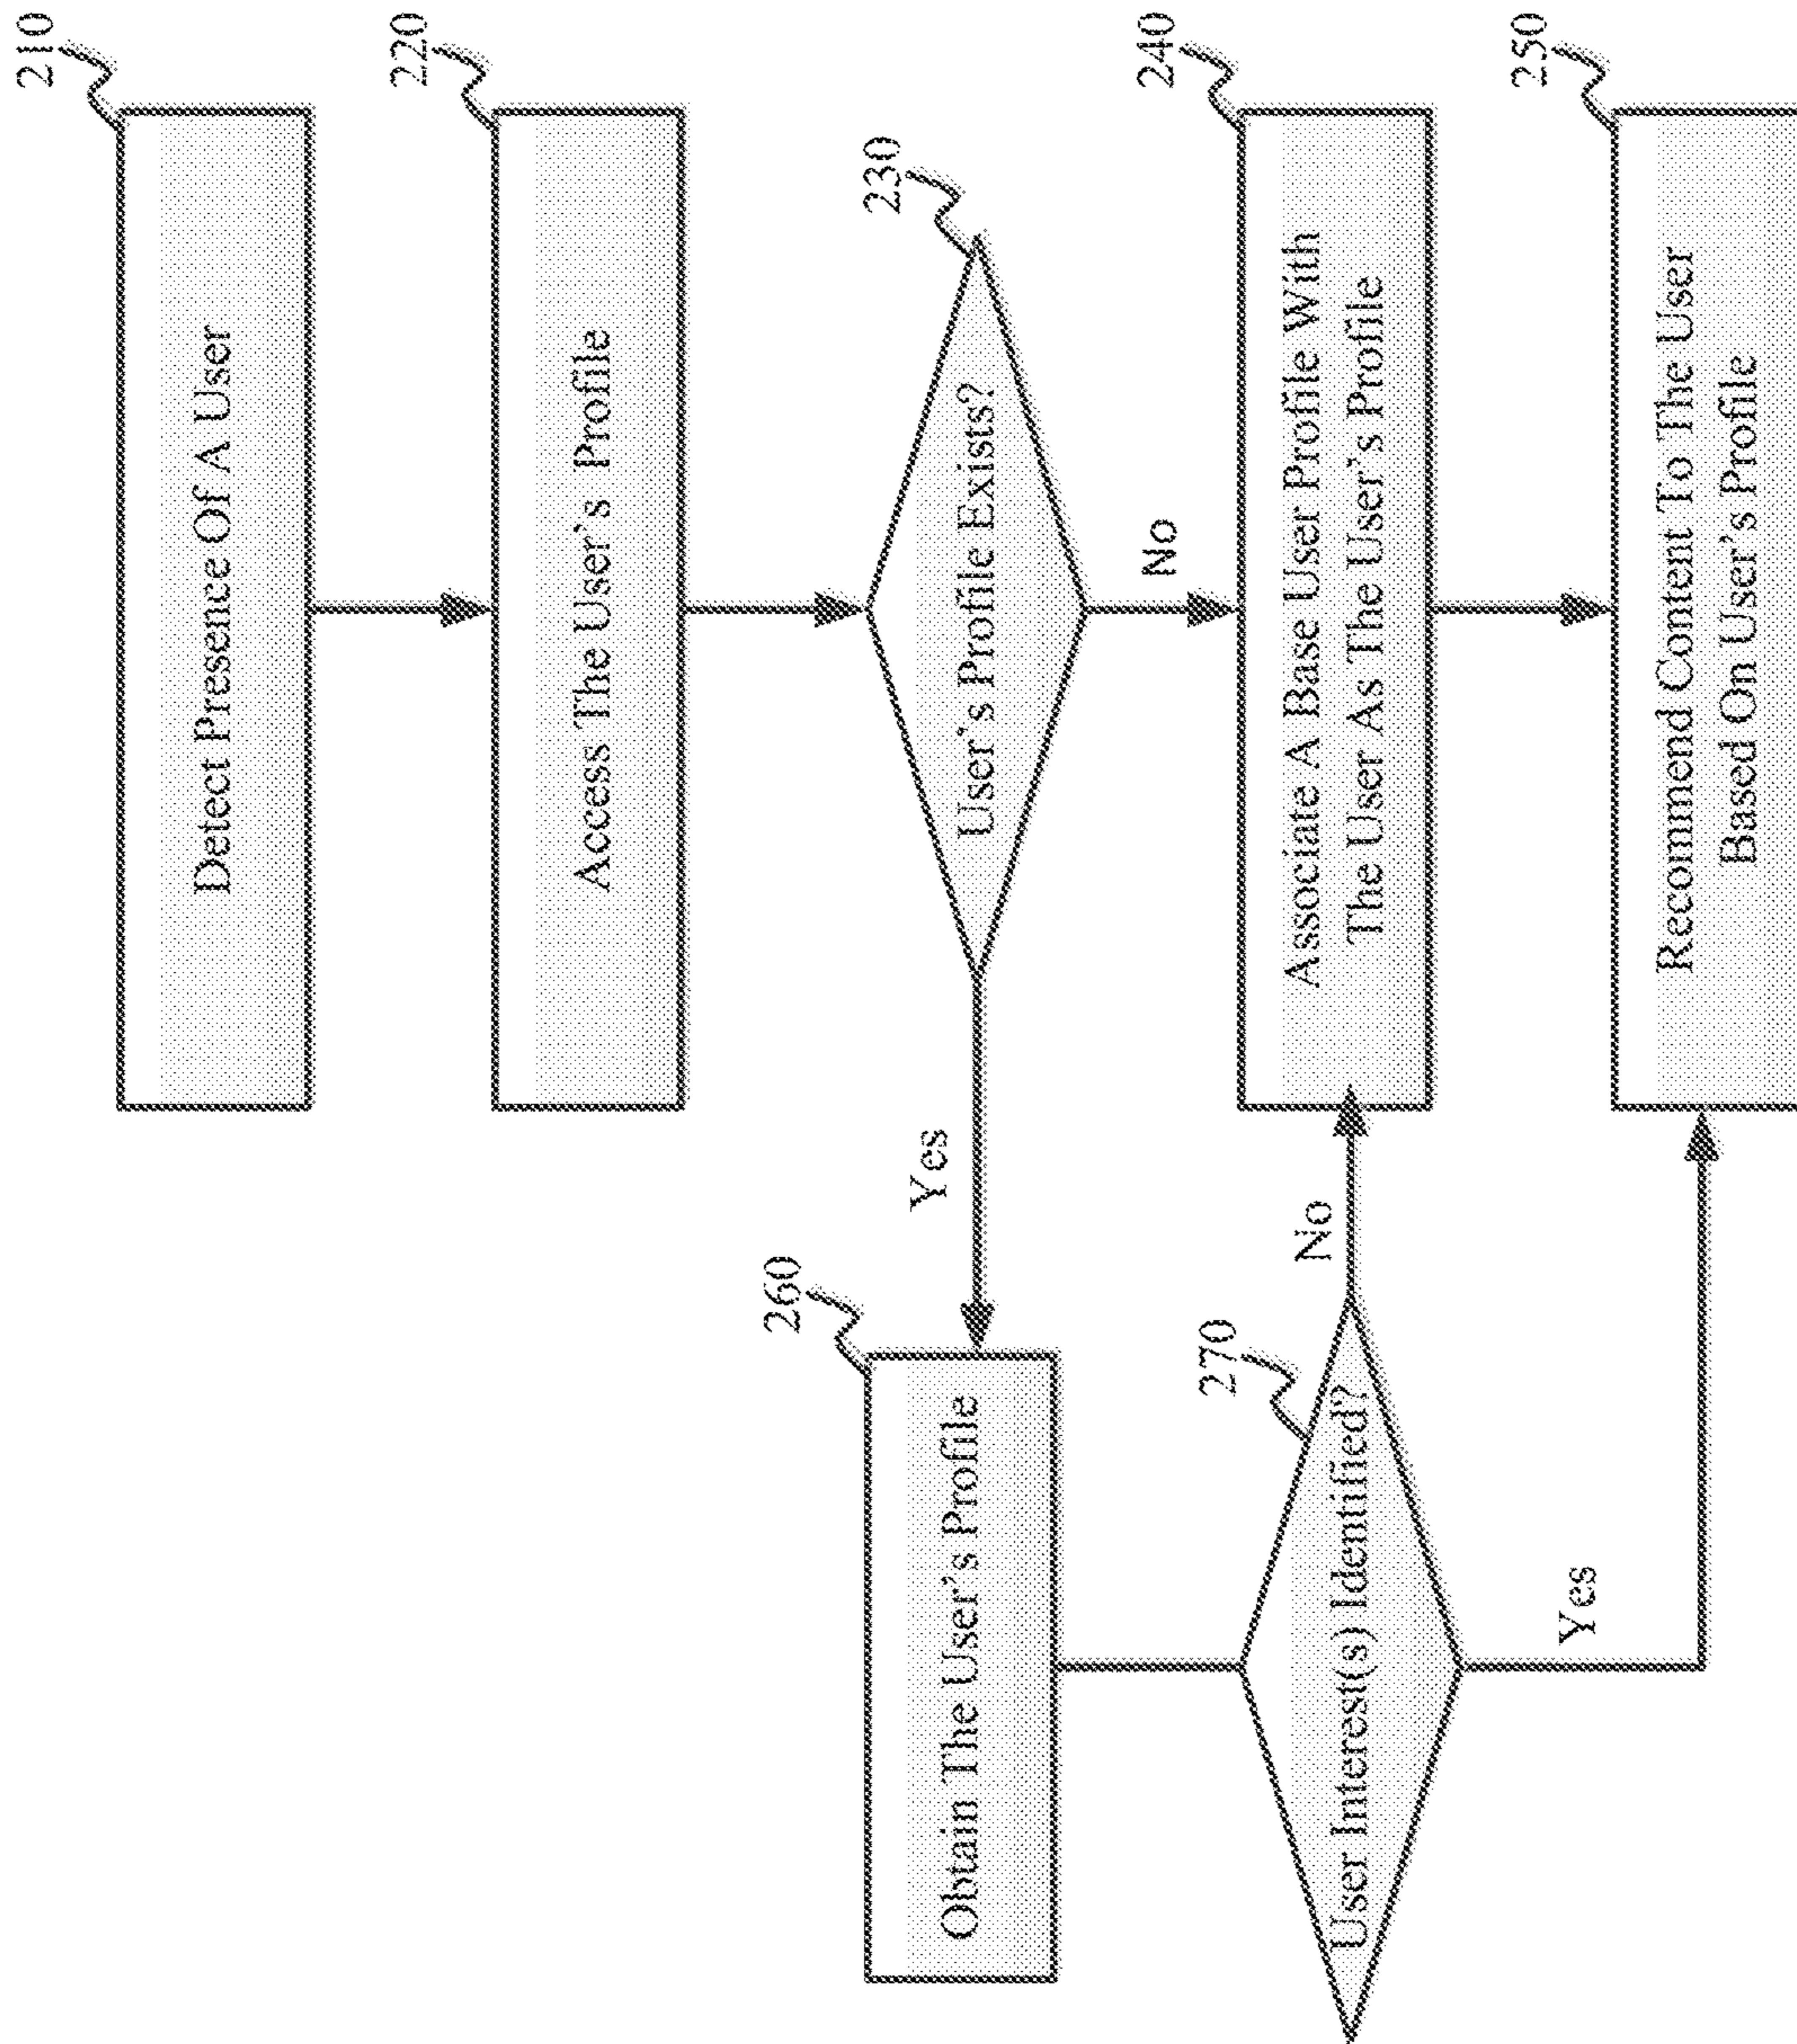 210
Detect Presence Of A User
220
Access The User's Profile
230
User's Profile Exists?
Yes
No
260
Obtain The User's Profile
240
Associate A Base User Profile With
The User As The User's Profile
270
User Interest(s) Identified?
No
Yes
250
Recommend Content To The User
Based On User's Profile